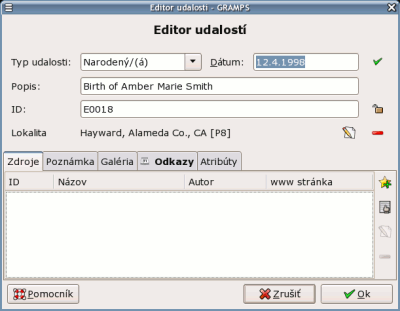 Editor udalosti - GRAMPS
Editor udalostí
Typ udalosti: Narodený/(á) Dátum: 12.4.1998
Popis: Birth of Amber Marie Smith
ID: E0018
Lokalita Hayward, Alameda Co., CA [P8]
Zdroje Poznámka Galéria Odkazy Atribúty
ID Názov Autor www stránka
Pomocník Zrušiť Ok